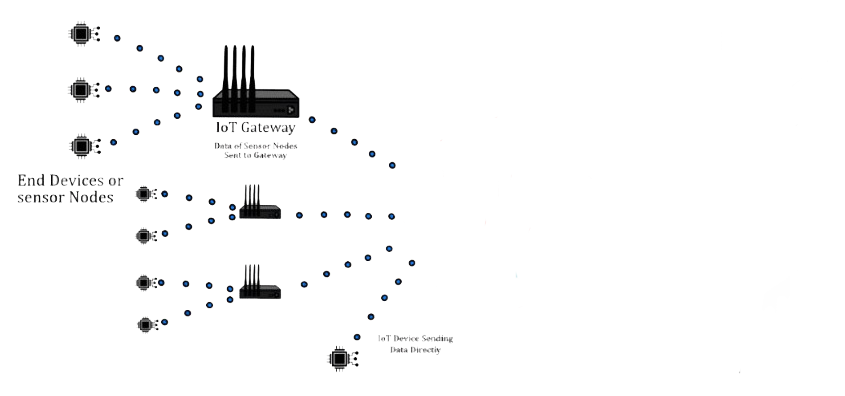 IoT Gateway
Data of Sensor Nodes
Sent to Gateway
End Devices or
sensor Nodes
IoT Device Sending
Data Directly